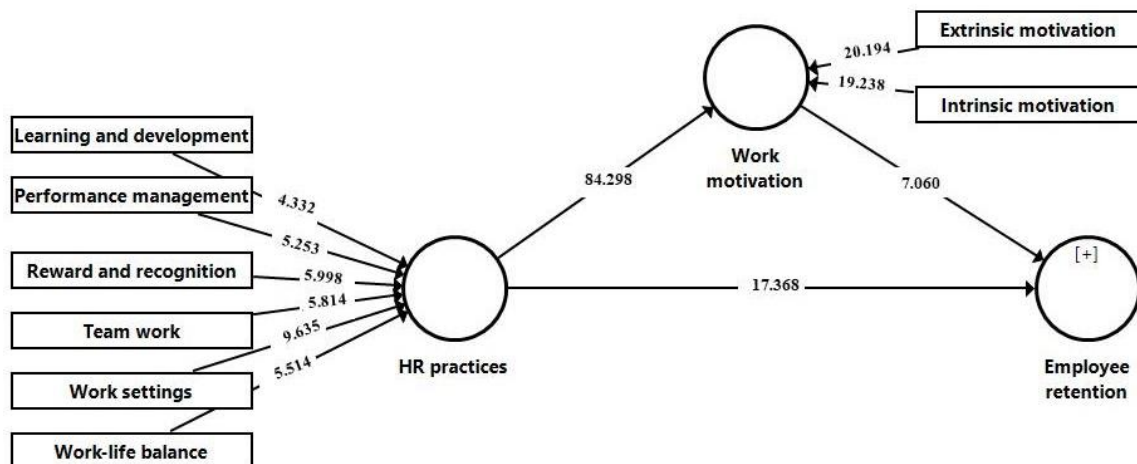 Extrinsic motivation
20.194
19.238
Intrinsic motivation
Work
motivation
Learning and development
Performance management
Reward and recognition
Team work
Work settings
Work-life balance
4.332
5.253
5.998
5.814
9.635
5.514
HR practices
84.298
7.060
17.368
[+]
Employee
retention